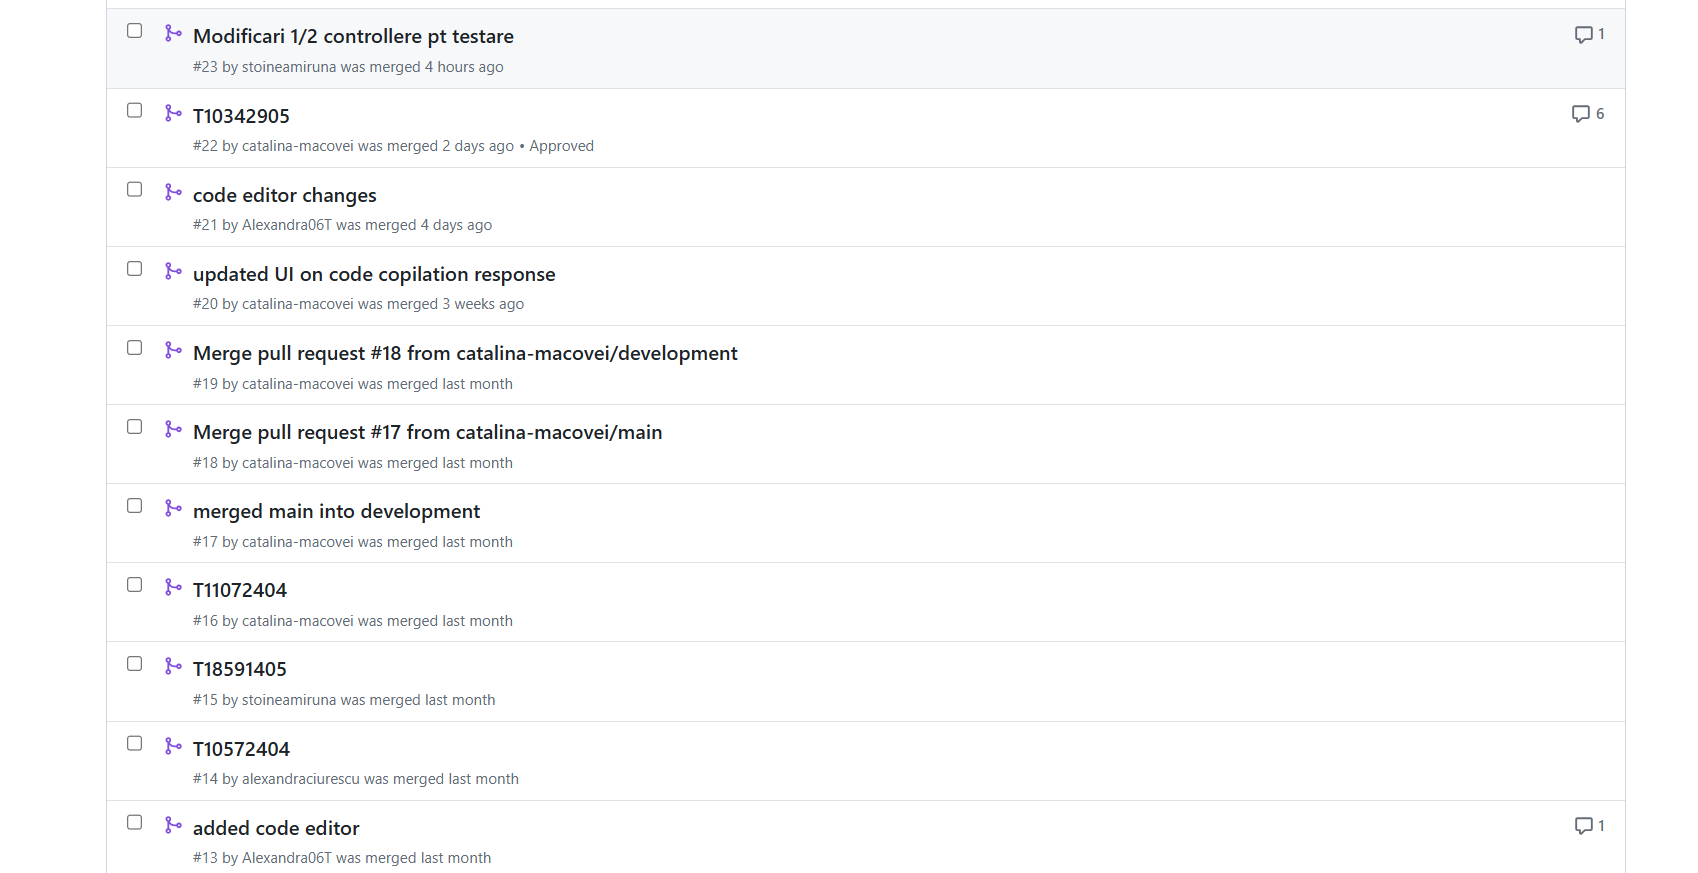 Modificari 1/2 controllere pt testare
1
#23 by stoineamiruna was merged 4 hours ago
T10342905
6
#22 by catalina-macovei was merged 2 days ago • Approved
code editor changes
#21 by Alexandra06T was merged 4 days ago
updated UI on code copilation response
#20 by catalina-macovei was merged 3 weeks ago
Merge pull request #18 from catalina-macovei/development
#19 by catalina-macovei was merged last month
Merge pull request #17 from catalina-macovei/main
#18 by catalina-macovei was merged last month
merged main into development
#17 by catalina-macovei was merged last month
T11072404
#16 by catalina-macovei was merged last month
T18591405
#15 by stoineamiruna was merged last month
T10572404
#14 by alexandraciurescu was merged last month
added code editor
1
#13 by Alexandra06T was merged last month